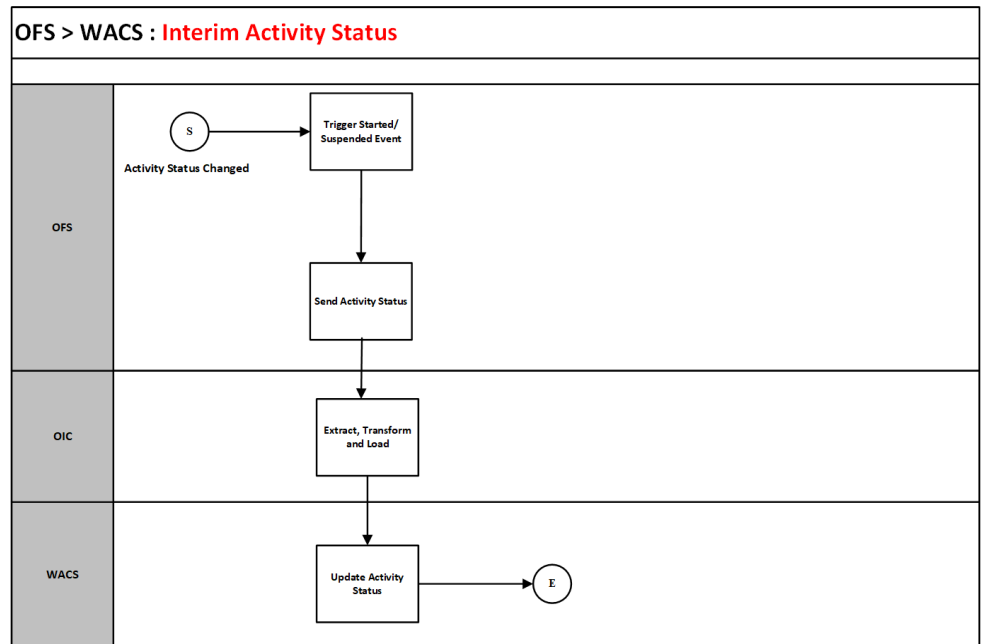 OFS > WACS : Interim Activity Status
OFS
S
Activity Status Changed
Trigger Started/
Suspended Event
Send Activity Status
OIC
Extract, Transform
and Load
WACS
Update Activity
Status
E